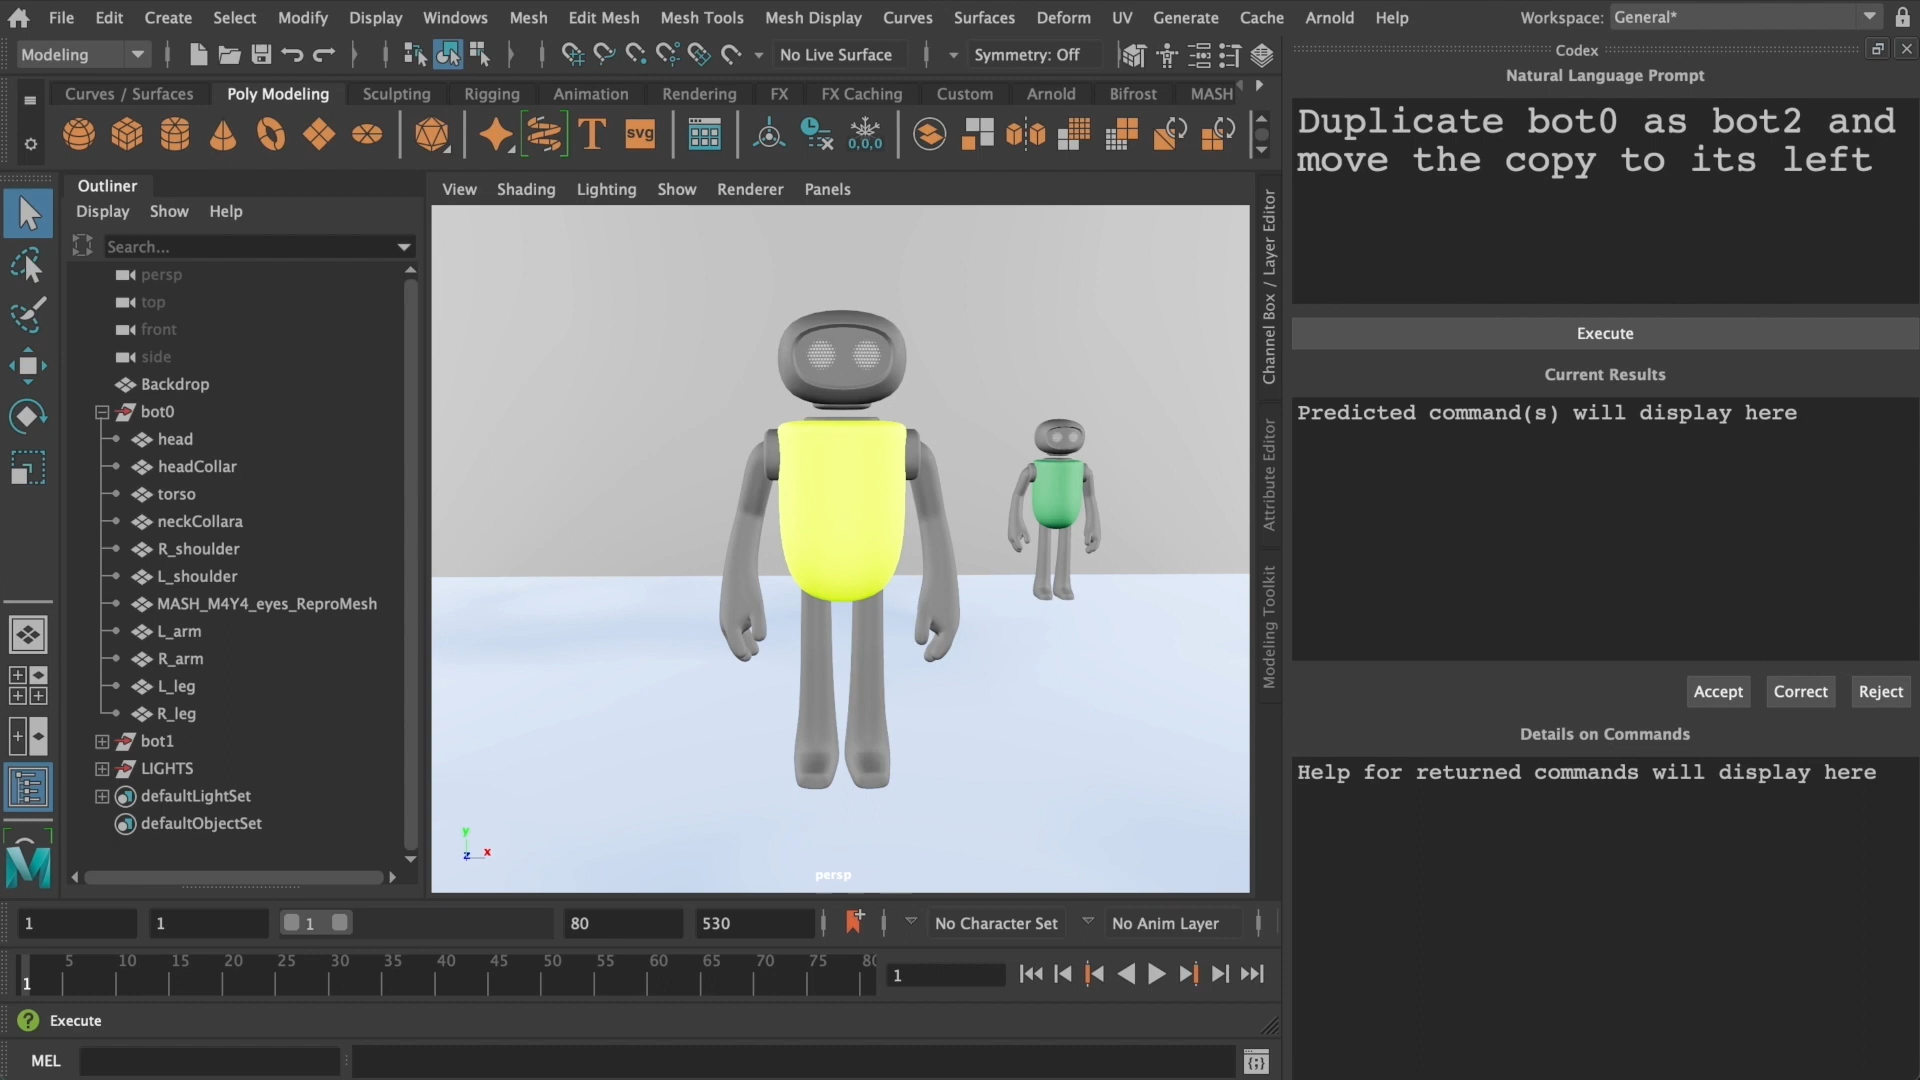 File Edit Create Select Modify Display Windows Mesh Edit Mesh Mesh Tools Mesh Display Curves Surfaces Deform UV Generate Cache Arnold Help Workspace: General*
Modeling No Live Surface Symmetry: Off
Codex
Natural Language Prompt
Curves / Surfaces Poly Modeling Sculpting Rigging Animation Rendering FX FX Caching Custom Arnold Bifrost MASH
T svg 0,0,0
Duplicate bot0 as bot2 and
move the copy to its left
Outliner
Display Show Help
View Shading Lighting Show Renderer Panels
Search...
persp
top
front
side
Backdrop
bot0
head
headCollar
torso
neckCollara
R_shoulder
L_shoulder
MASH_M4Y4_eyes_ReproMesh
L_arm
R_arm
L_leg
R_leg
bot1
LIGHTS
defaultLightSet
defaultObjectSet
y
z x
persp
Channel Box / Layer Editor
Attribute Editor
Modeling Toolkit
Execute
Current Results
Predicted command(s) will display here
Accept Correct Reject
Details on Commands
Help for returned commands will display here
1 1 1 80 530 No Character Set No Anim Layer
5 10 15 20 25 30 35 40 45 50 55 60 65 70 75 80
1 1
? Execute
MEL
M